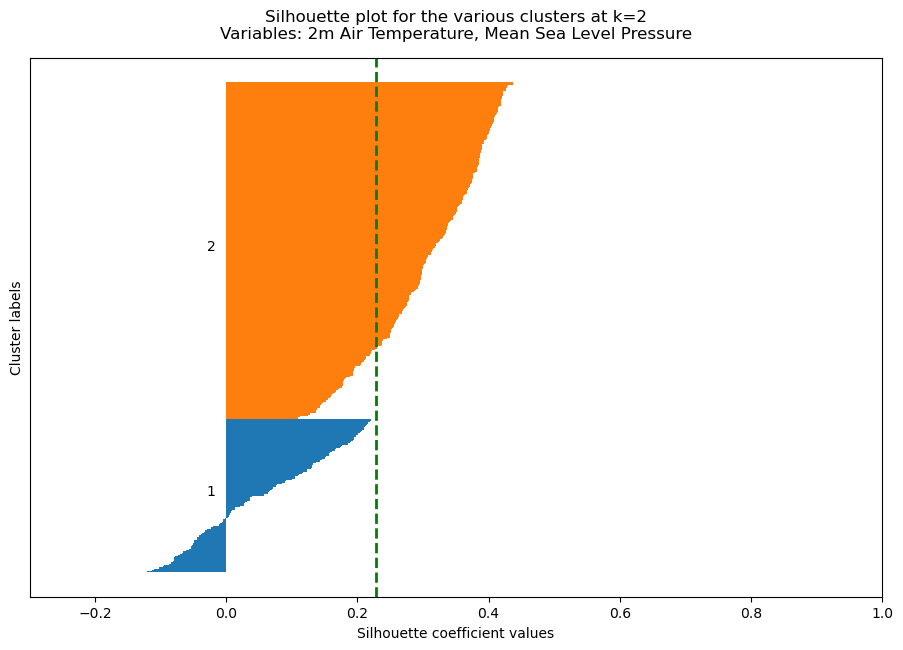 Silhouette plot for the various clusters at k=2
Variables: 2m Air Temperature, Mean Sea Level Pressure
Cluster labels
2
1
−0.2
0.0
0.2
0.4
0.6
0.8
1.0
Silhouette coefficient values